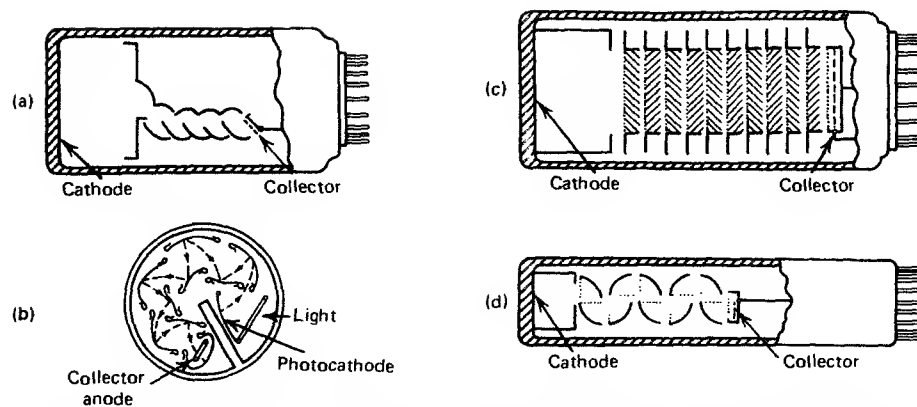 (a)
Cathode
Collector
(b)
Light
Photocathode
Collector
anode
(c)
Cathode
Collector
(d)
Cathode
Collector